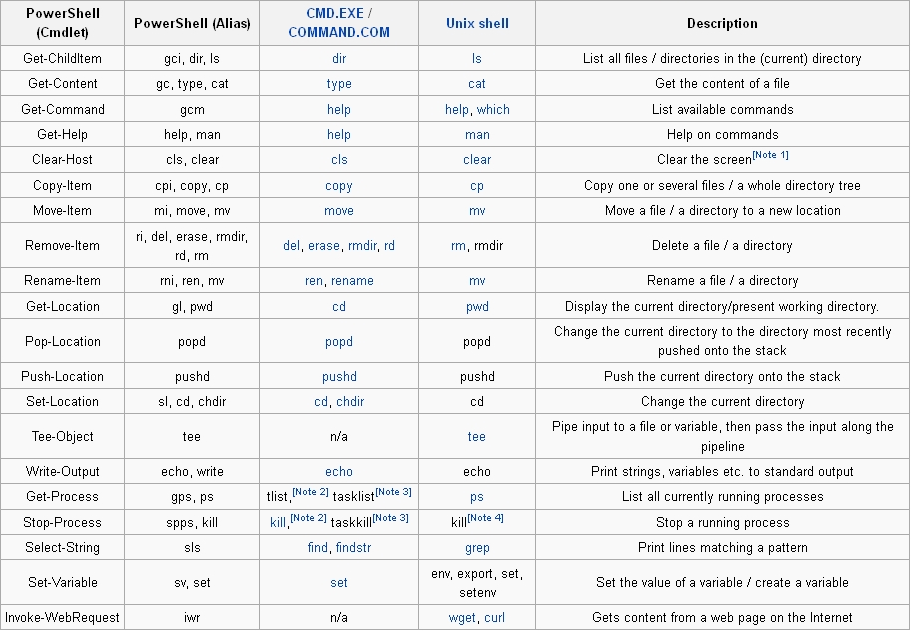 PowerShell (Cmdlet) PowerShell (Alias) CMD.EXE / COMMAND.COM Unix shell Description
Get-ChildItem gci, dir, ls dir ls List all files / directories in the (current) directory
Get-Content gc, type, cat type cat Get the content of a file
Get-Command gcm help help, which List available commands
Get-Help help, man help man Help on commands
Clear-Host cls, clear cls clear Clear the screen[Note 1]
Copy-Item cpi, copy, cp copy cp Copy one or several files / a whole directory tree
Move-Item mi, move, mv move mv Move a file / a directory to a new location
Remove-Item ri, del, erase, rmdir, rd, rm del, erase, rmdir, rd rm, rmdir Delete a file / a directory
Rename-Item rni, ren, mv ren, rename mv Rename a file / a directory
Get-Location gl, pwd cd pwd Display the current directory/present working directory.
Pop-Location popd popd popd Change the current directory to the directory most recently pushed onto the stack
Push-Location pushd pushd pushd Push the current directory onto the stack
Set-Location sl, cd, chdir cd, chdir cd Change the current directory
Tee-Object tee n/a tee Pipe input to a file or variable, then pass the input along the pipeline
Write-Output echo, write echo echo Print strings, variables etc. to standard output
Get-Process gps, ps tlist,[Note 2] tasklist[Note 3] ps List all currently running processes
Stop-Process spps, kill kill,[Note 2] taskkill[Note 3] kill[Note 4] Stop a running process
Select-String sls find, findstr grep Print lines matching a pattern
Set-Variable sv, set set env, export, set, setenv Set the value of a variable / create a variable
Invoke-WebRequest iwr n/a wget, curl Gets content from a web page on the Internet